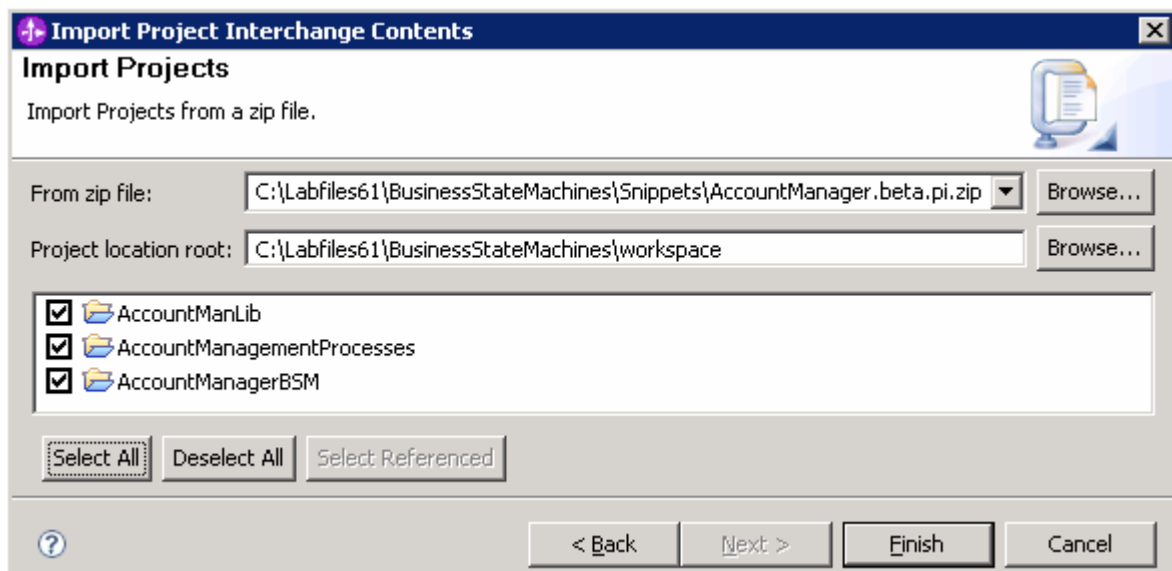 Import Project Interchange Contents
Import Projects
Import Projects from a zip file.
From zip file: C:\Labfiles61\BusinessStateMachines\Snippets\AccountManager.beta.pi.zip Browse...
Project location root: C:\Labfiles61\BusinessStateMachines\workspace Browse...
AccountManLib
AccountManagementProcesses
AccountManagerBSM
Select All Deselect All Select Referenced
? < Back Next > Finish Cancel